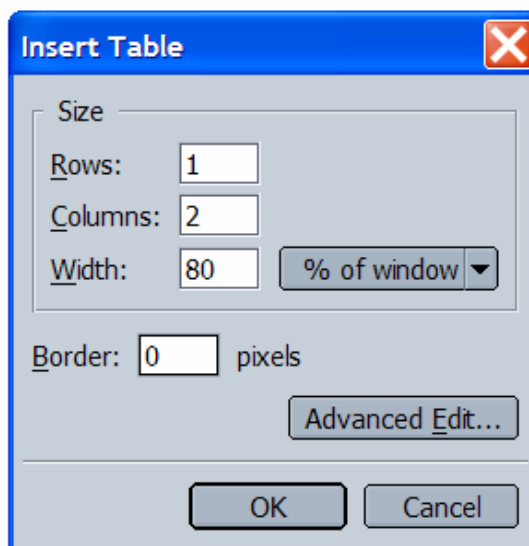 Insert Table
Size
Rows: 1
Columns: 2
Width: 80 % of window
Border: 0 pixels
Advanced Edit...
OK Cancel